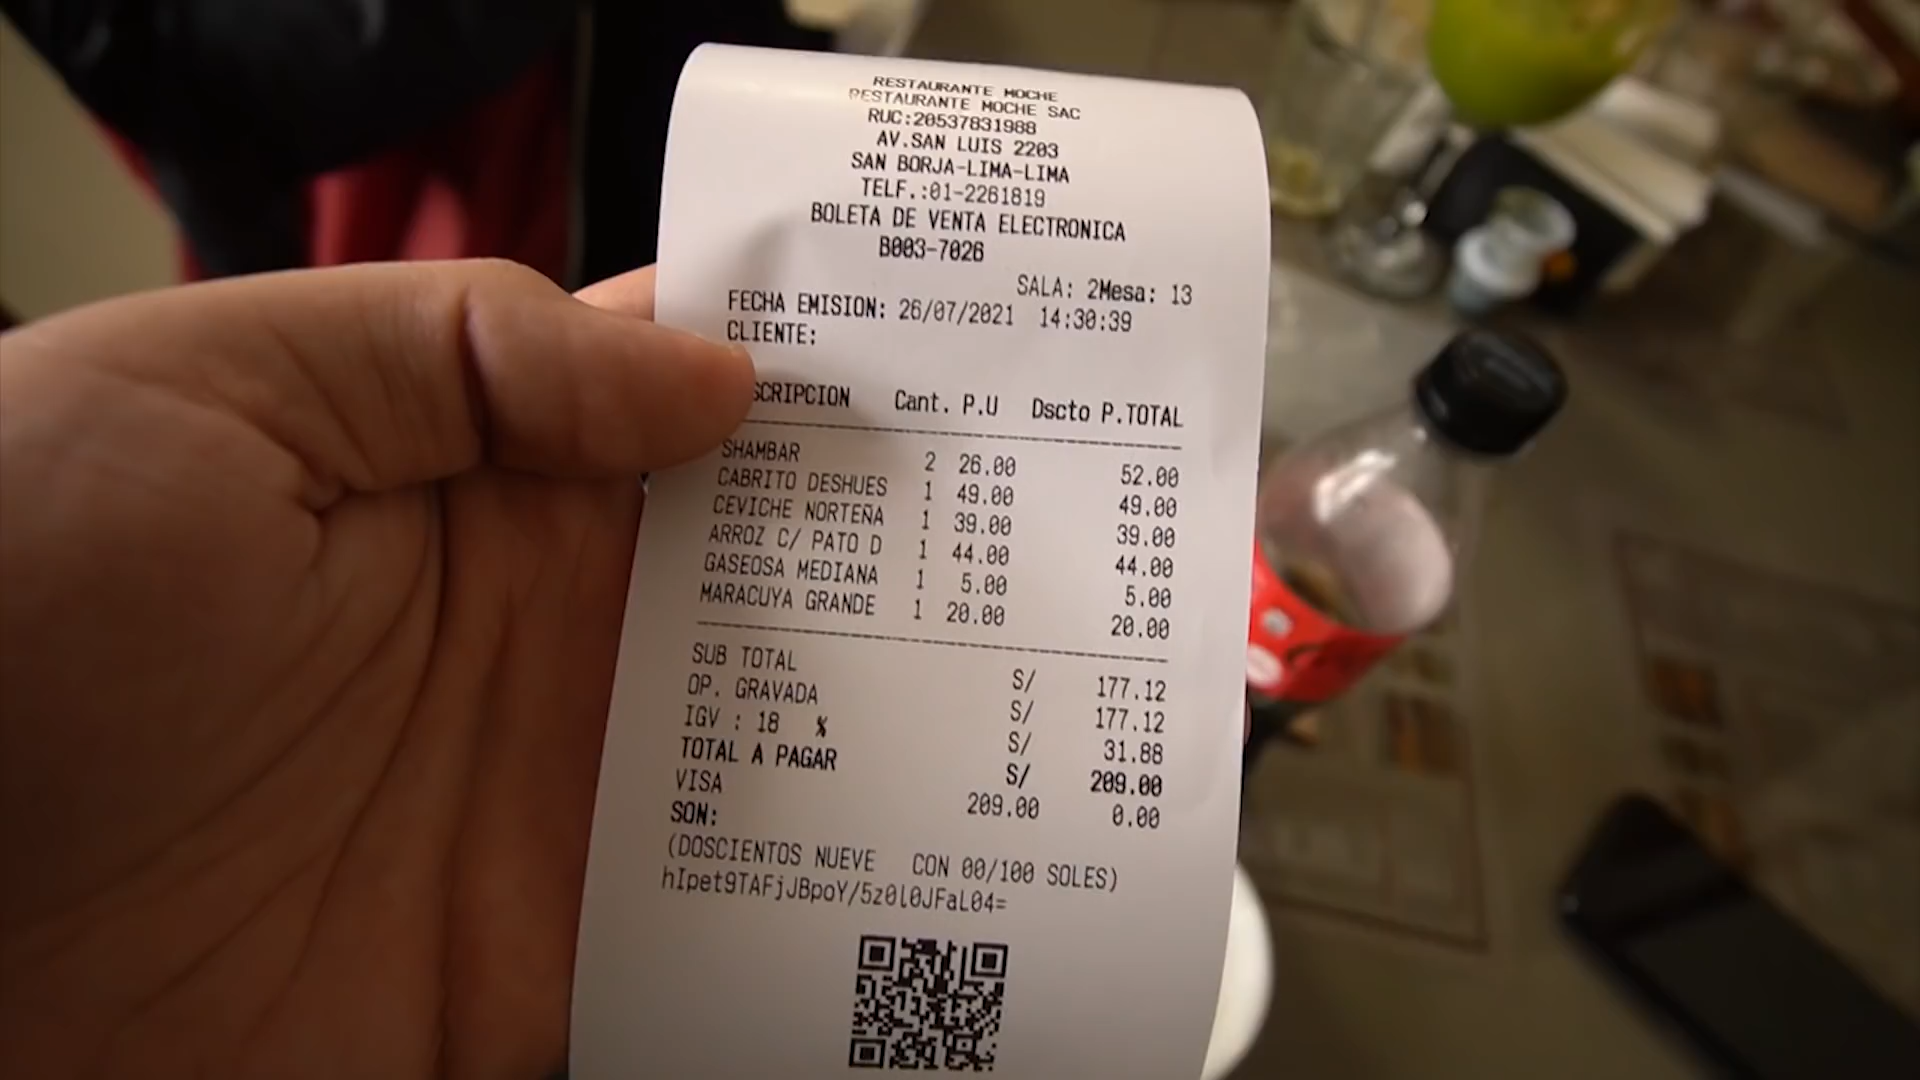 RESTAURANTE MOCHE
RESTAURANTE MOCHE SAC
RUC:20537831988
AV.SAN LUIS 2203
SAN BORJA-LIMA-LIMA
TELF.:01-2261819
BOLETA DE VENTA ELECTRONICA
B003-7026
SALA: 2Mesa: 13
FECHA EMISION: 26/07/2021 14:30:39
CLIENTE:
SCRIPCION Cant. P.U Dscto P.TOTAL
SHAMBAR 2 26.00 52.00
CABRITO DESHUES 1 49.00 49.00
CEVICHE NORTEÑA 1 39.00 39.00
ARROZ C/ PATO D 1 44.00 44.00
GASEOSA MEDIANA 1 5.00 5.00
MARACUYA GRANDE 1 20.00 20.00
SUB TOTAL S/ 177.12
OP. GRAVADA S/ 177.12
IGV : 18 % S/ 31.88
TOTAL A PAGAR S/ 209.00
VISA 209.00 0.00
SON:
(DOSCIENTOS NUEVE CON 00/100 SOLES)
hIpet9TAFjJBpoY/5z0l0JFaL04=